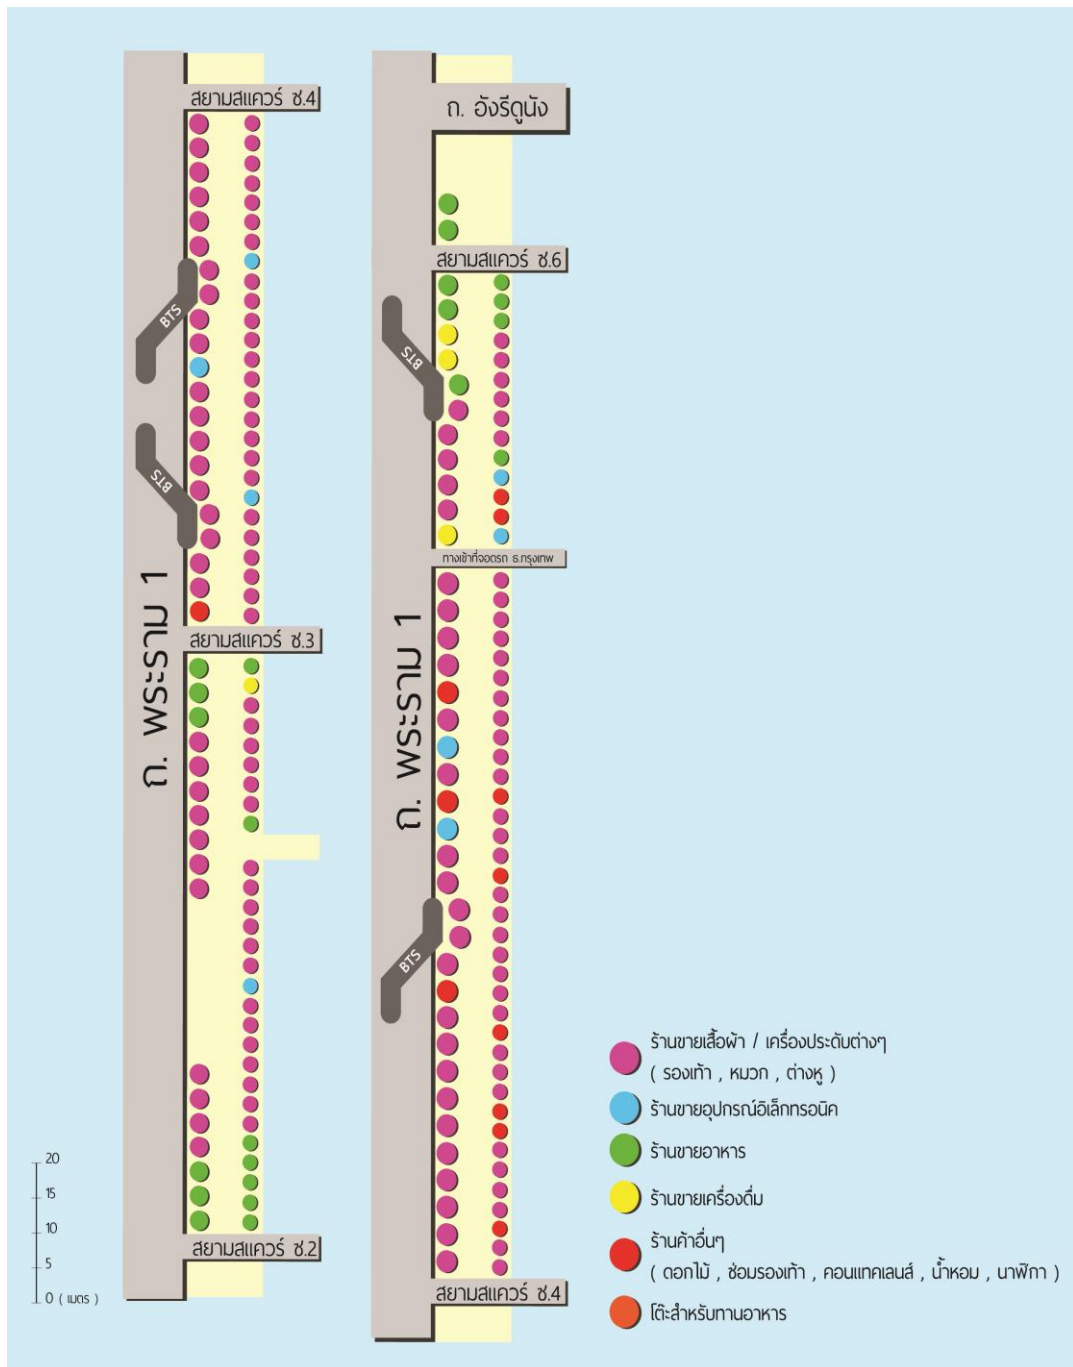 สยามสแควร์ ซ.4
BTS
BTS
ถ. พระราม 1
สยามสแควร์ ซ.3
สยามสแควร์ ซ.2
20
15
10
5
0 ( เมตร )
ถ. อังรีดูนัง
สยามสแควร์ ซ.6
BTS
ทางเข้าที่จอดรถ ธ.กรุงเทพ
ถ. พระราม 1
BTS
สยามสแควร์ ซ.4
ร้านขายเสื้อผ้า / เครื่องประดับต่างๆ
( รองเท้า , หมวก , ต่างหู )
ร้านขายอุปกรณ์อิเล็กทรอนิค
ร้านขายอาหาร
ร้านขายเครื่องดื่ม
ร้านค้าอื่นๆ
( ดอกไม้ , ซ่อมรองเท้า , คอนแทคเลนส์ , น้ำหอม , นาฬิกา )
โต๊ะสำหรับทานอาหาร